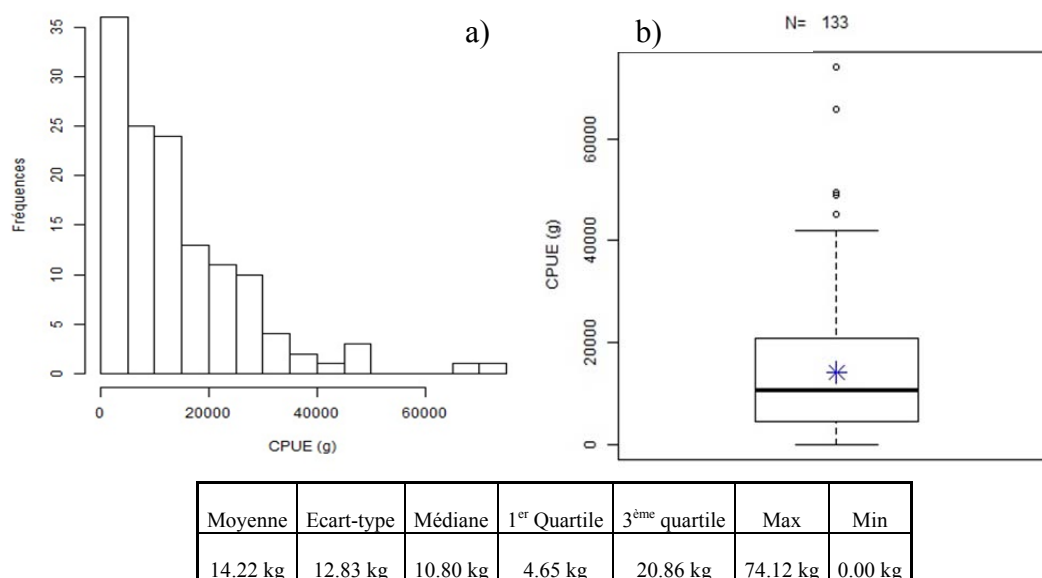 a)
35
30
25
20
15
10
5
0
Fréquences
0 20000 40000 60000
CPUE (g)
b)
N= 133
60000
40000
20000
0
CPUE (g)
Moyenne Ecart-type Médiane 1er Quartile 3ème quartile Max Min
14.22 kg 12.83 kg 10.80 kg 4.65 kg 20.86 kg 74.12 kg 0.00 kg